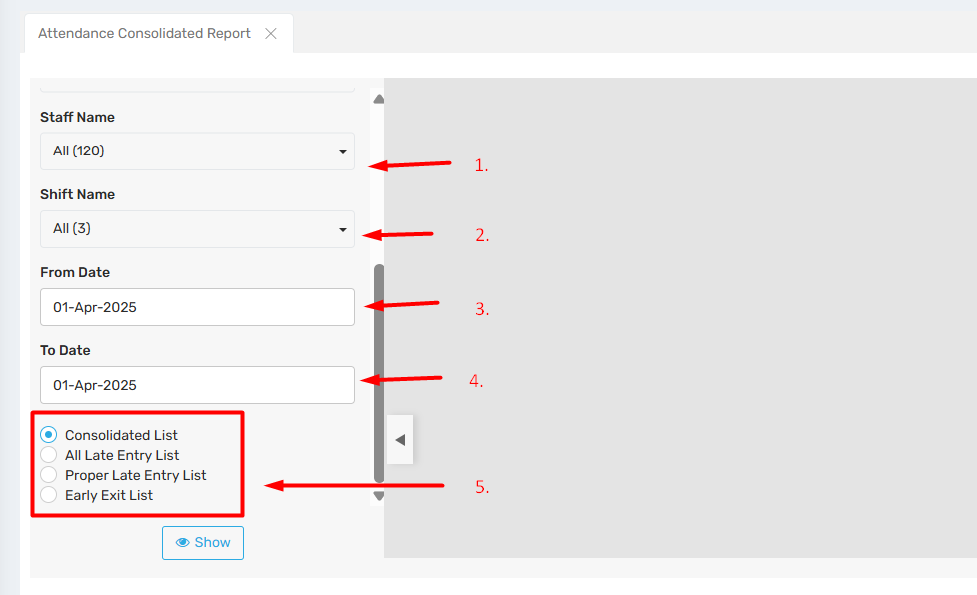 Attendance Consolidated Report
Staff Name
All (120)
1.
Shift Name
All (3)
2.
From Date
01-Apr-2025
3.
To Date
01-Apr-2025
4.
Consolidated List
All Late Entry List
Proper Late Entry List
Early Exit List
5.
Show